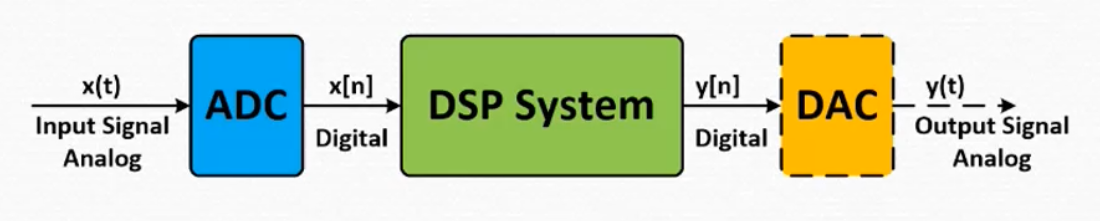 x(t)
Input Signal
Analog
ADC
x[n]
Digital
DSP System
y[n]
Digital
DAC
y(t)
Output Signal
Analog